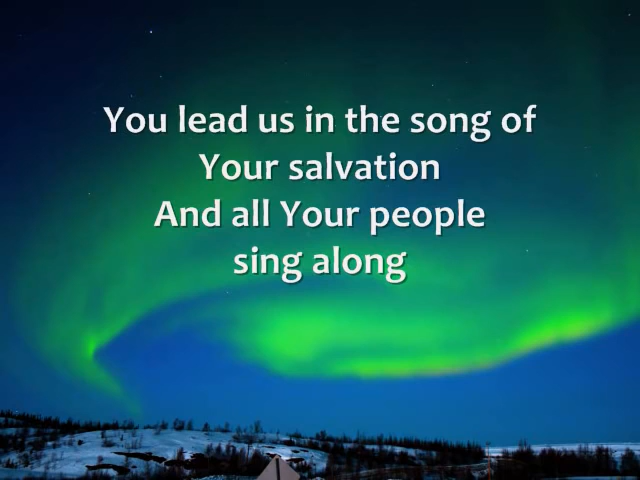 You lead us in the song of
Your salvation
And all Your people
sing along